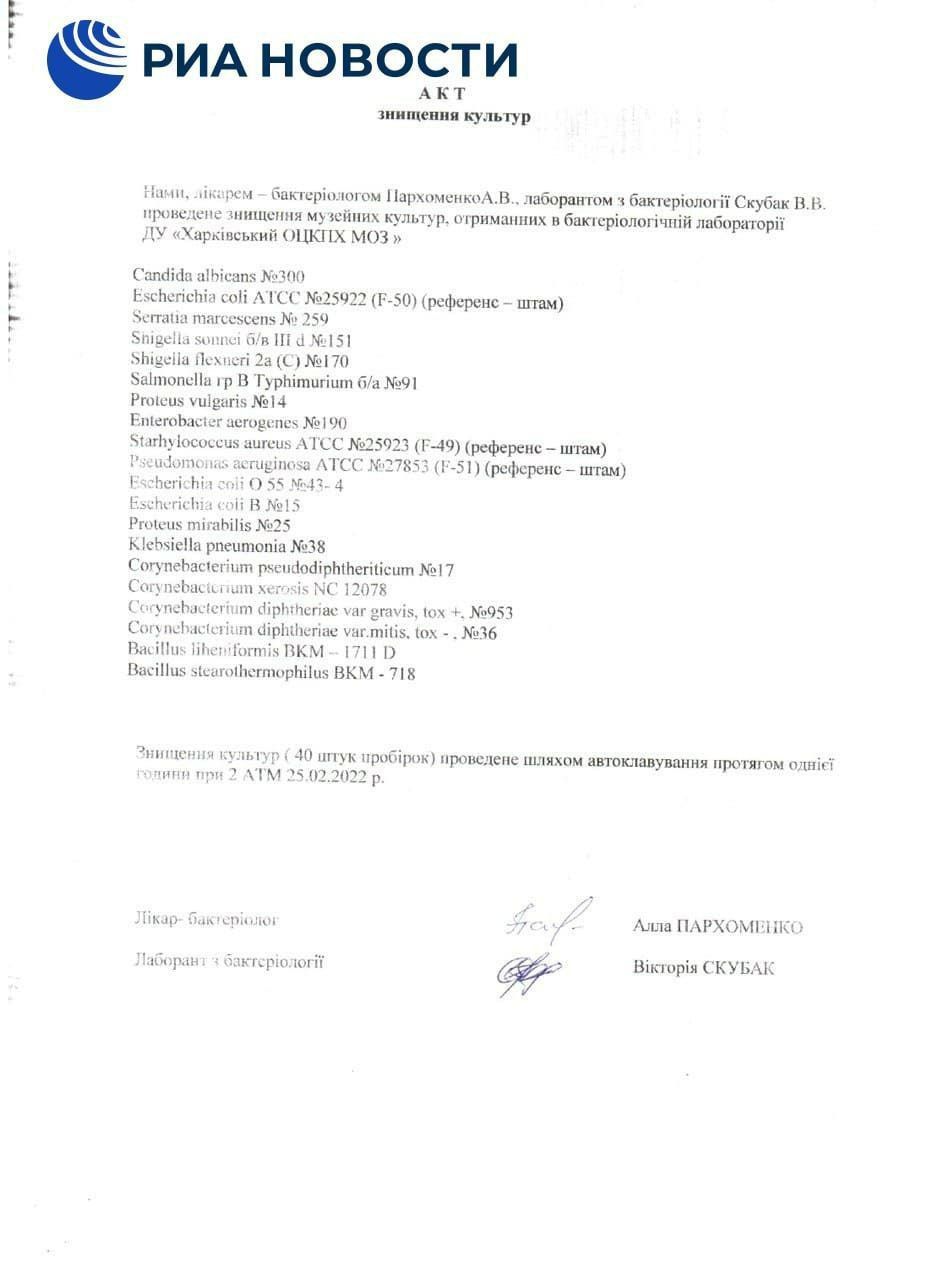 РИА НОВОСТИ
А К Т
знищення культур
Нами, лікарем – бактеріологом ПархоменкоА.В., лаборантом з бактеріології Скубак В.В.
проведене знищення музейних культур, отриманних в бактеріологічній лабораторії
ДУ «Харківський ОЦКПХ МОЗ »
Candida albicans №300
Escherichia coli ATCC №25922 (F-50) (референс – штам)
Serratia marcescens № 259
Shigella sonnei б/в III d №151
Shigella flexneri 2a (C) №170
Salmonella гр B Typhimurium б/а №91
Proteus vulgaris №14
Enterobacter aerogenes №190
Starhylococcus aureus ATCC №25923 (F-49) (референс – штам)
Pseudomonas aeruginosa ATCC №27853 (F-51) (референс – штам)
Escherichia coli O 55 №43- 4
Escherichia coli B №15
Proteus mirabilis №25
Klebsiella pneumonia №38
Corynebacterium pseudodiphtheriticum №17
Corynebacterium xerosis NC 12078
Corynebacterium diphtheriae var gravis, tox +, №953
Corynebacterium diphtheriae var.mitis, tox - , №36
Bacillus liheniformis BKM – 1711 D
Bacillus stearothermophilus BKM - 718
Знищення культур ( 40 штук пробірок) проведене шляхом автоклавування протягом однієї
години при 2 АТМ 25.02.2022 р.
Лікар- бактеріолог Алла ПАРХОМЕНКО
Лаборант з бактеріології Вікторія СКУБАК